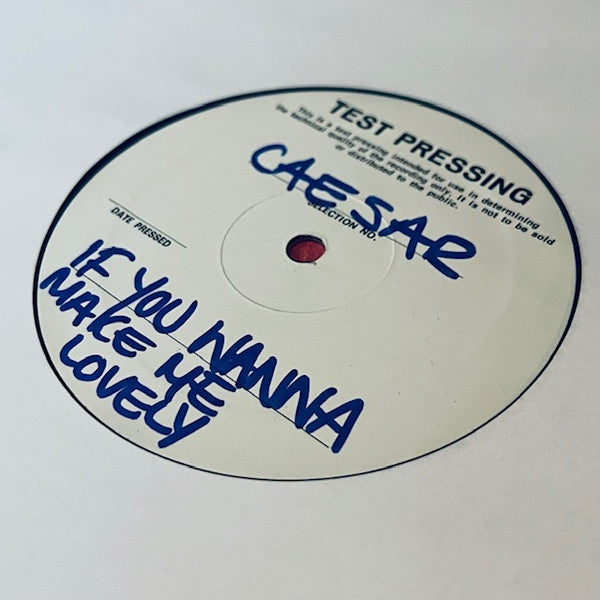 TEST PRESSING
This is a test pressing intended for use in determining
the technical quality of the recording only. It is not to be sold
or distributed to the public.
CAESAR
SELECTION NO.
DATE PRESSED
IF YOU WANNA
MAKE ME
LOVELY